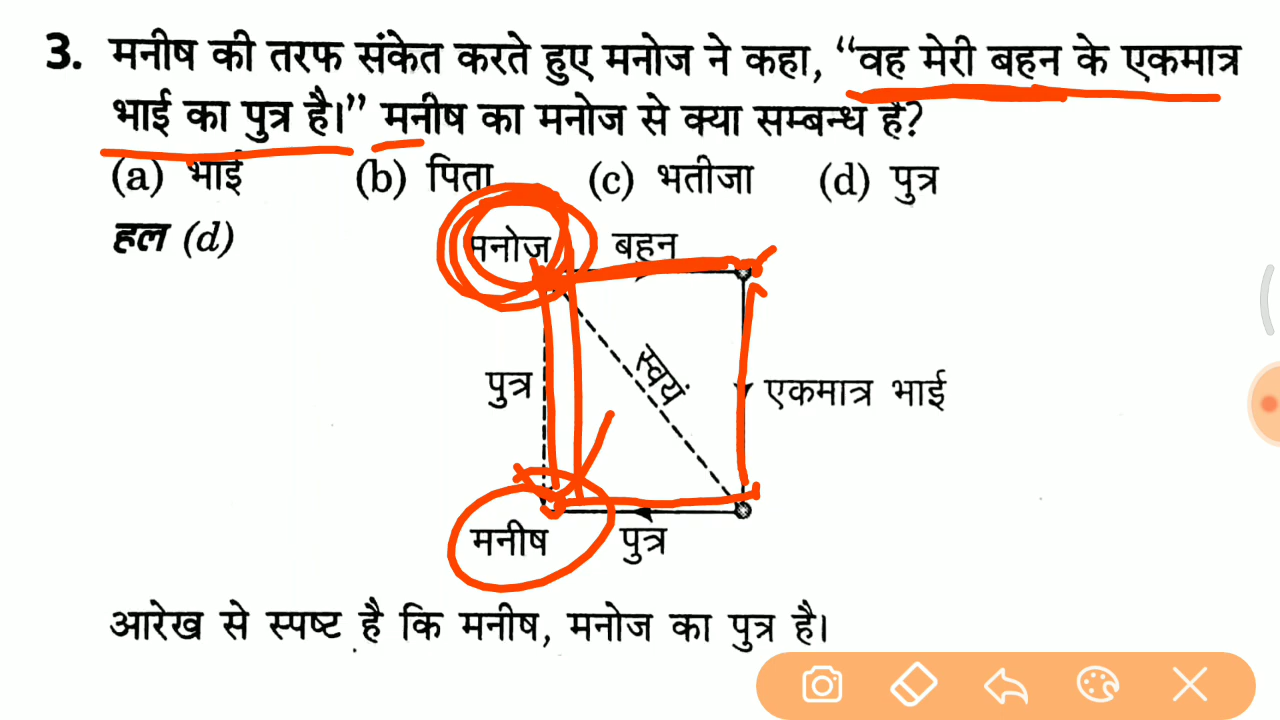 3. मनीष की तरफ संकेत करते हुए मनोज ने कहा, “वह मेरी बहन के एकमात्र
भाई का पुत्र है।” मनीष का मनोज से क्या सम्बन्ध है?
(a) भाई (b) पिता (c) भतीजा (d) पुत्र
हल (d)
मनोज बहन
स्वयं
पुत्र एकमात्र भाई
मनीष पुत्र
आरेख से स्पष्ट है कि मनीष, मनोज का पुत्र है।